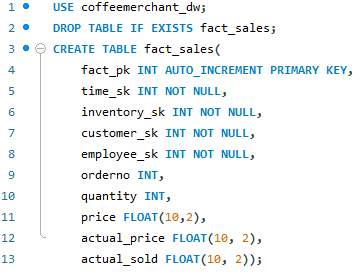 1 USE coffeemerchant_dw;
2 DROP TABLE IF EXISTS fact_sales;
3 CREATE TABLE fact_sales(
4 fact_pk INT AUTO_INCREMENT PRIMARY KEY,
5 time_sk INT NOT NULL,
6 inventory_sk INT NOT NULL,
7 customer_sk INT NOT NULL,
8 employee_sk INT NOT NULL,
9 orderno INT,
10 quantity INT,
11 price FLOAT(10,2),
12 actual_price FLOAT(10, 2),
13 actual_sold FLOAT(10, 2));